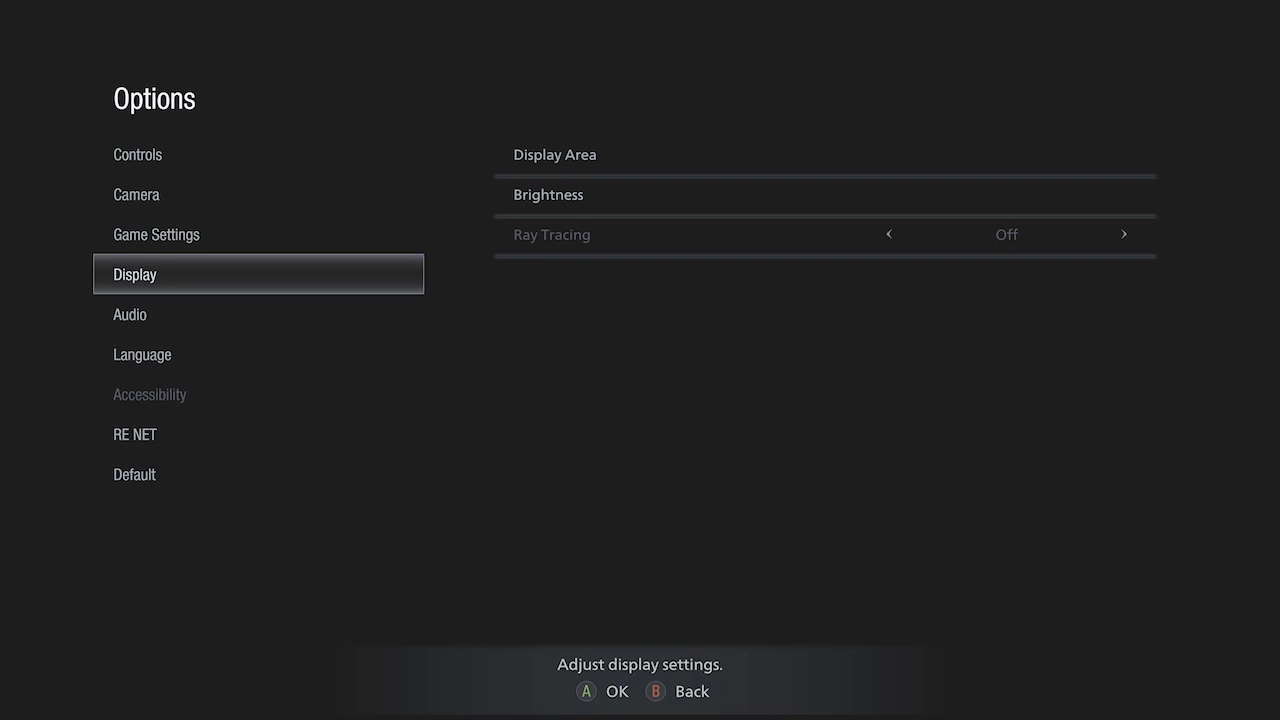 Options
Controls
Camera
Game Settings
Display
Audio
Language
Accessibility
RE NET
Default
Display Area
Brightness
Ray Tracing < Off >
Adjust display settings.
A OK B Back